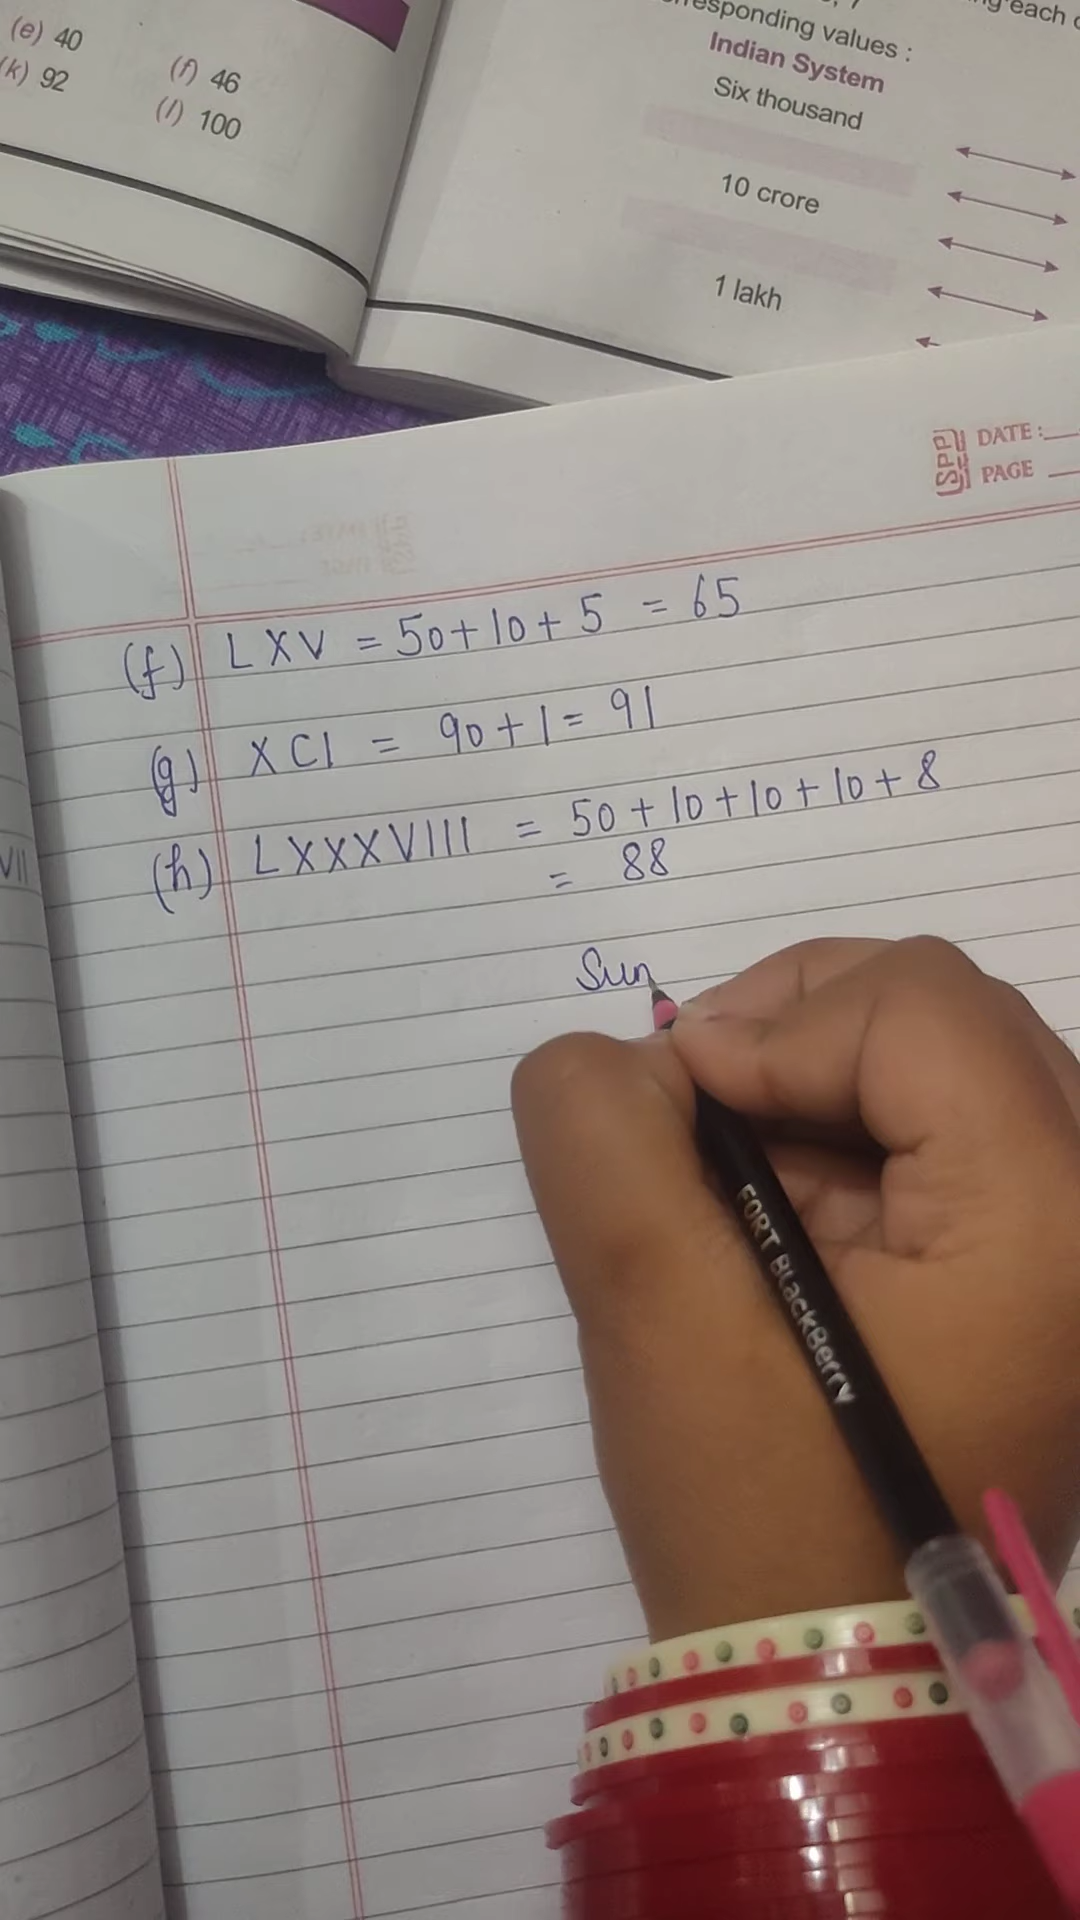 (e) 40
(f) 46
(k) 92
(l) 100
each
values :
Indian System
Six thousand
10 crore
1 lakh
DATE :
PAGE
(f) LXV = 50+10+5 = 65
(g) XCI = 90+1 = 91
(h) LXXXVIII = 50+10+10+10+8
= 88
VII
Sun
FORT BLackBerry